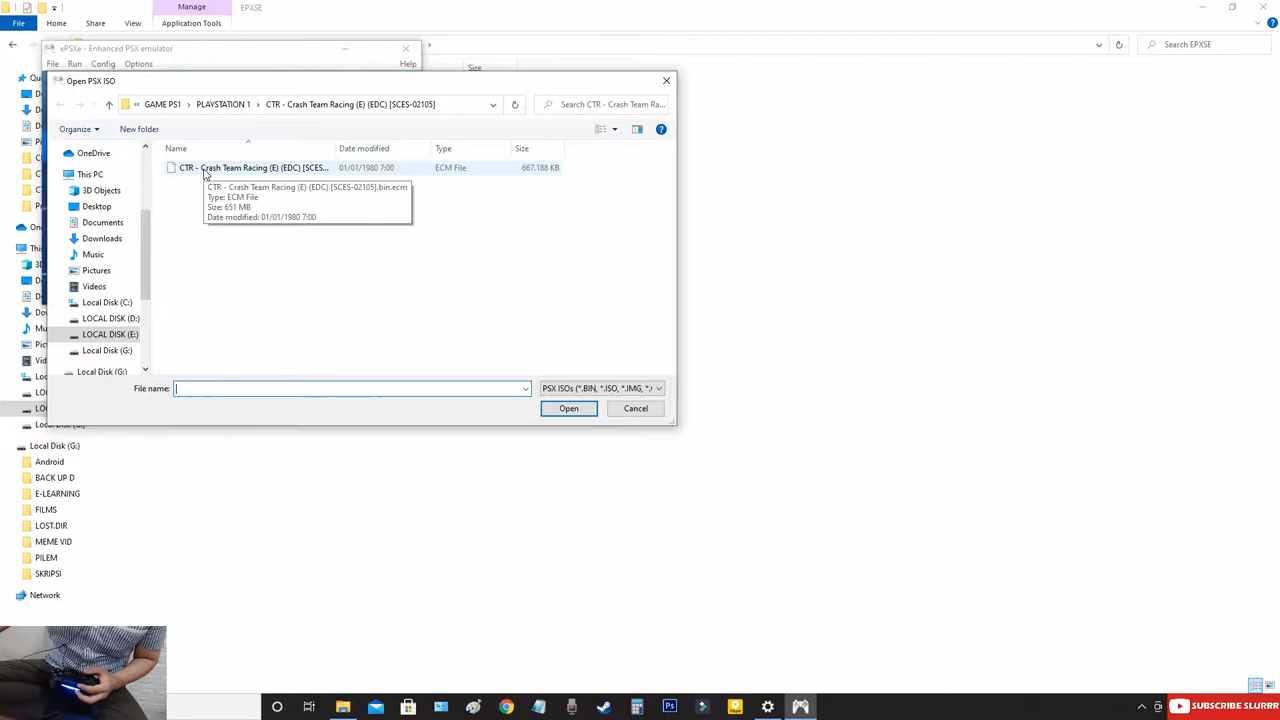 Manage
EPXSE
File
Home
Share
View
Application Tools
ePSXe - Enhanced PSX emulator
Search EPXSE
File
Run
Config
Options
Help
Size
Open PSX ISO
« GAME PS1 > PLAYSTATION 1 > CTR - Crash Team Racing (E) (EDC) [SCES-02105]
Search CTR - Crash Team Ra...
Organize
New folder
Name
Date modified
Type
Size
CTR - Crash Team Racing (E) (EDC) [SCES...
01/01/1980 7:00
ECM File
667.188 KB
CTR - Crash Team Racing (E) (EDC) [SCES-02105].bin.ecm
Type: ECM File
Size: 651 MB
Date modified: 01/01/1980 7:00
OneDrive
This PC
3D Objects
Desktop
Documents
Downloads
Music
Pictures
Videos
Local Disk (C:)
LOCAL DISK (D:)
LOCAL DISK (E:)
Local Disk (G:)
Local Disk (G:)
File name:
PSX ISOs (*.BIN, *.ISO, *.IMG, *.
Open
Cancel
Local Disk (G:)
Android
BACK UP D
E-LEARNING
FILMS
LOST.DIR
MEME VID
PILEM
SKRIPSI
Network
Ps
SUBSCRIBE SLURRR